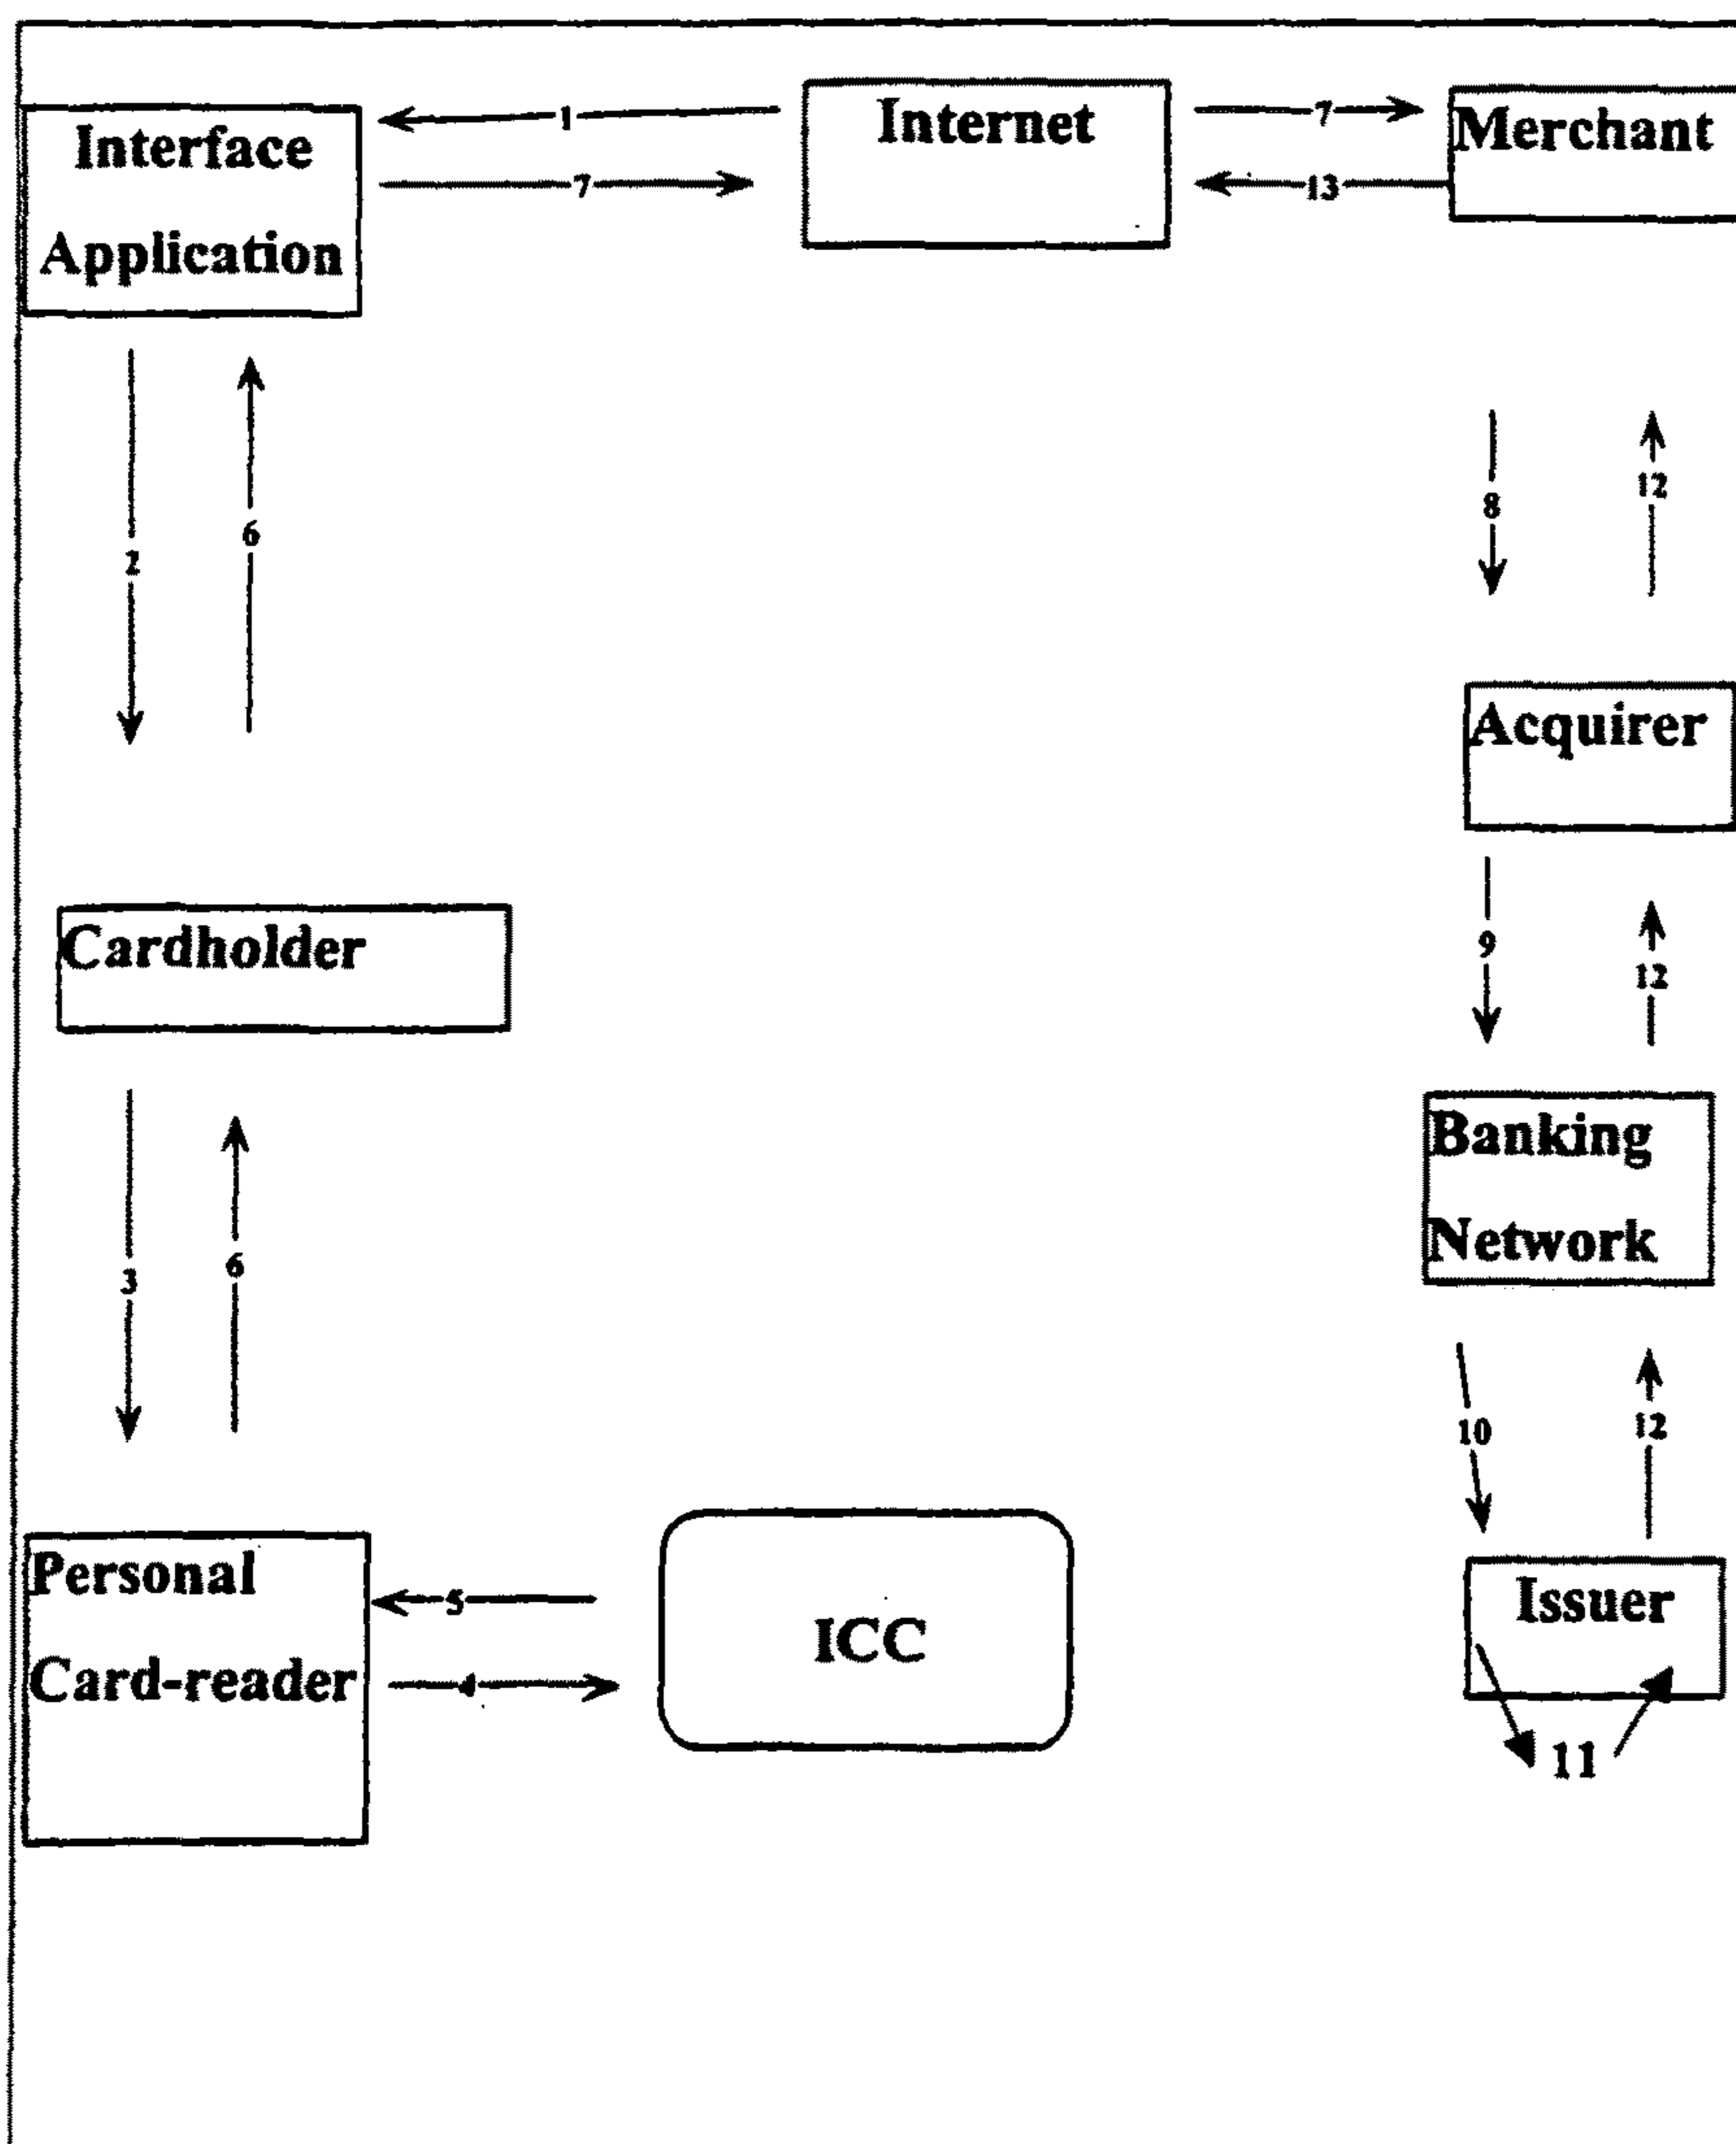 Interface
Application
1
7
Internet
7
13
Merchant
2
6
8
12
Acquirer
Cardholder
9
12
Banking
Network
3
6
10
12
Personal
Card-reader
5
4
ICC
Issuer
11